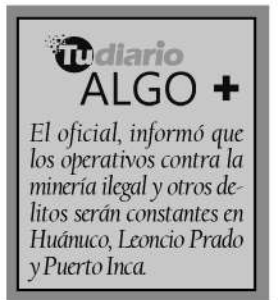 Tudiario
ALGO +
El oficial, informó que
los operativos contra la
minería ilegal y otros de-
litos serán constantes en
Huánuco, Leoncio Prado
y Puerto Inca.